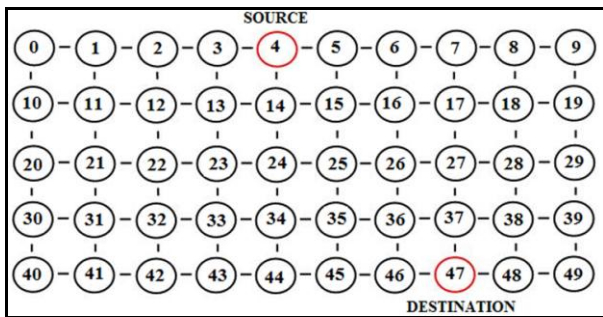 SOURCE
0 1 2 3 4 5 6 7 8 9
10 11 12 13 14 15 16 17 18 19
20 21 22 23 24 25 26 27 28 29
30 31 32 33 34 35 36 37 38 39
40 41 42 43 44 45 46 47 48 49
DESTINATION